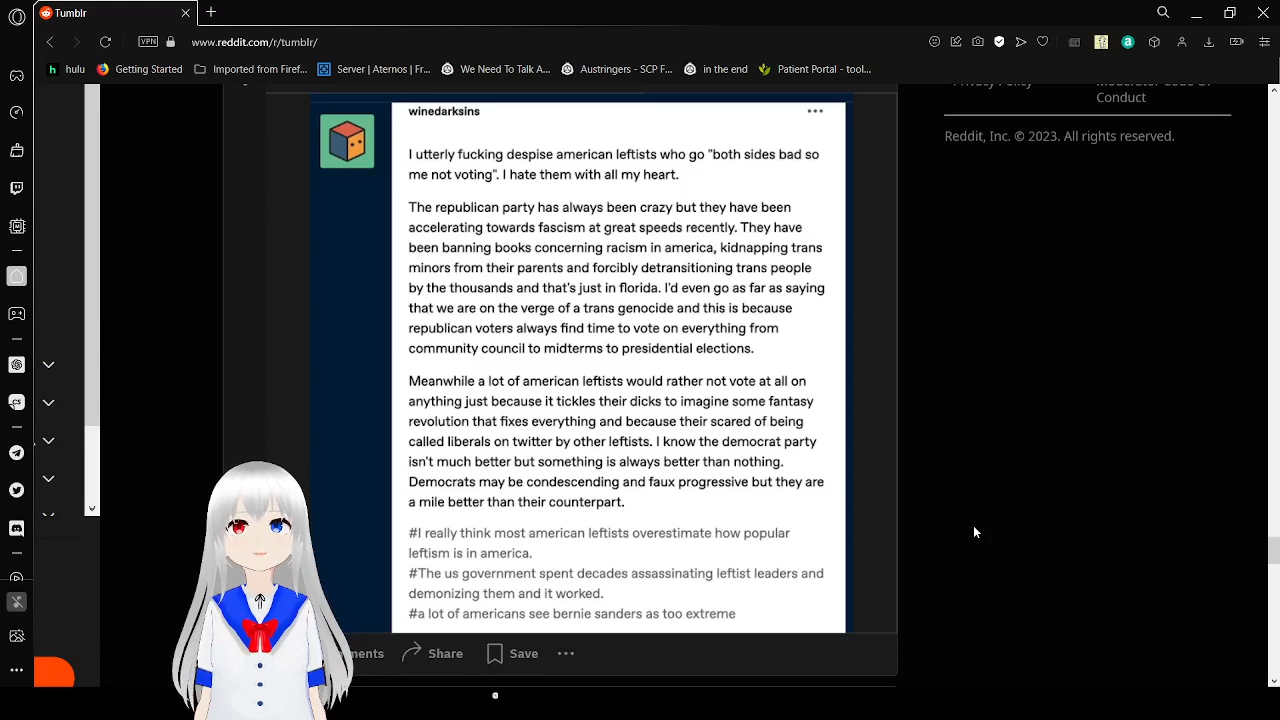 Tumblr
VPN
www.reddit.com/r/tumblr/
hulu
Getting Started
Imported from Firef...
Server | Aternos | Fr...
We Need To Talk A...
Austringers - SCP F...
in the end
Patient Portal - tool...
Conduct
Reddit, Inc. © 2023. All rights reserved.
winedarksins
I utterly fucking despise american leftists who go "both sides bad so
me not voting". I hate them with all my heart.
The republican party has always been crazy but they have been
accelerating towards fascism at great speeds recently. They have
been banning books concerning racism in america, kidnapping trans
minors from their parents and forcibly detransitioning trans people
by the thousands and that's just in florida. I'd even go as far as saying
that we are on the verge of a trans genocide and this is because
republican voters always find time to vote on everything from
community council to midterms to presidential elections.
Meanwhile a lot of american leftists would rather not vote at all on
anything just because it tickles their dicks to imagine some fantasy
revolution that fixes everything and because their scared of being
called liberals on twitter by other leftists. I know the democrat party
isn't much better but something is always better than nothing.
Democrats may be condescending and faux progressive but they are
a mile better than their counterpart.
#I really think most american leftists overestimate how popular
leftism is in america.
#The us government spent decades assassinating leftist leaders and
demonizing them and it worked.
#a lot of americans see bernie sanders as too extreme
ments
Share
Save